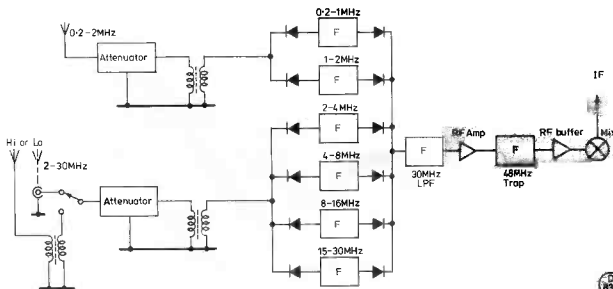 0·2-1MHz
F
0·2-2MHz
Attenuator
1-2MHz
F
2-4MHz
F
Hi or Lo
2-30MHz
4-8MHz
F
IF
RF Amp
RF buffer
F
F
30MHz
LPF
48MHz
Trap
Attenuator
8-16MHz
F
15-30MHz
F